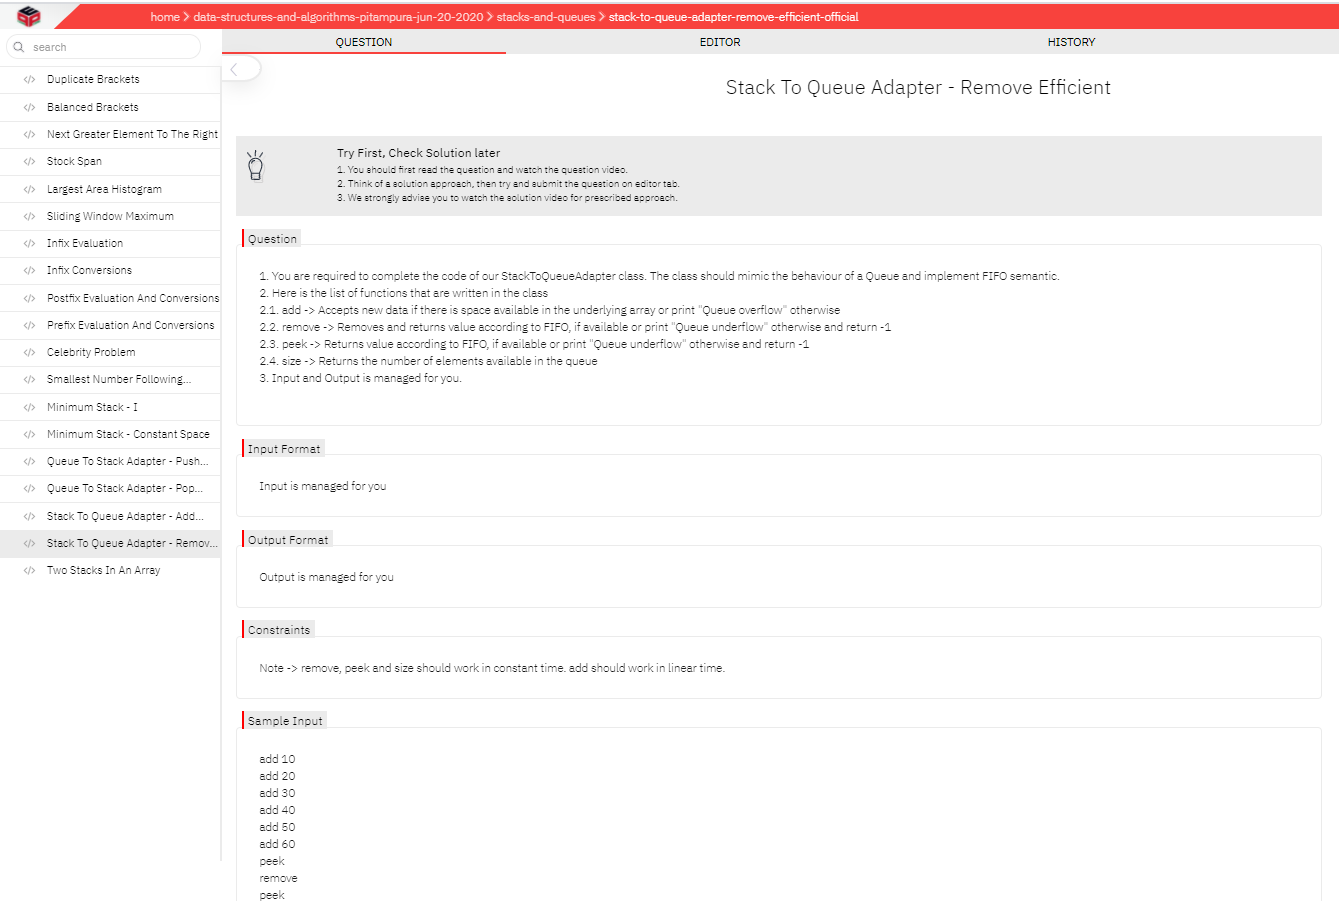 home > data-structures-and-algorithms-pitampura-jun-20-2020 > stacks-and-queues > stack-to-queue-adapter-remove-efficient-official
search
QUESTION
EDITOR
HISTORY
Duplicate Brackets
Balanced Brackets
Next Greater Element To The Right
Stock Span
Largest Area Histogram
Sliding Window Maximum
Infix Evaluation
Infix Conversions
Postfix Evaluation And Conversions
Prefix Evaluation And Conversions
Celebrity Problem
Smallest Number Following...
Minimum Stack - I
Minimum Stack - Constant Space
Queue To Stack Adapter - Push...
Queue To Stack Adapter - Pop...
Stack To Queue Adapter - Add...
Stack To Queue Adapter - Remov...
Two Stacks In An Array
Stack To Queue Adapter - Remove Efficient
Try First, Check Solution later
1. You should first read the question and watch the question video.
2. Think of a solution approach, then try and submit the question on editor tab.
3. We strongly advise you to watch the solution video for prescribed approach.
Question
1. You are required to complete the code of our StackToQueueAdapter class. The class should mimic the behaviour of a Queue and implement FIFO semantic.
2. Here is the list of functions that are written in the class
2.1. add -> Accepts new data if there is space available in the underlying array or print "Queue overflow" otherwise
2.2. remove -> Removes and returns value according to FIFO, if available or print "Queue underflow" otherwise and return -1
2.3. peek -> Returns value according to FIFO, if available or print "Queue underflow" otherwise and return -1
2.4. size -> Returns the number of elements available in the queue
3. Input and Output is managed for you.
Input Format
Input is managed for you
Output Format
Output is managed for you
Constraints
Note -> remove, peek and size should work in constant time. add should work in linear time.
Sample Input
add 10
add 20
add 30
add 40
add 50
add 60
peek
remove
peek